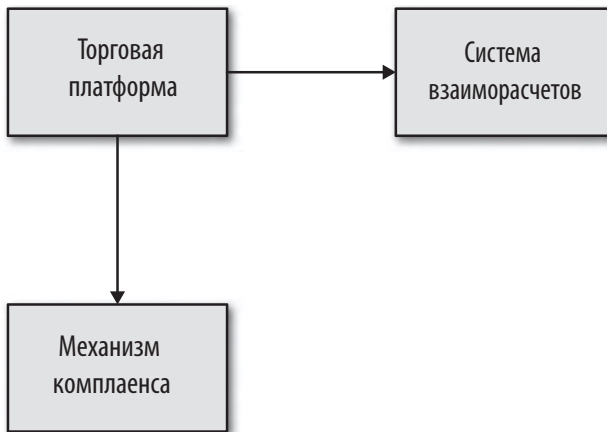 Торговая
платформа
Система
взаиморасчетов
Механизм
комплаенса